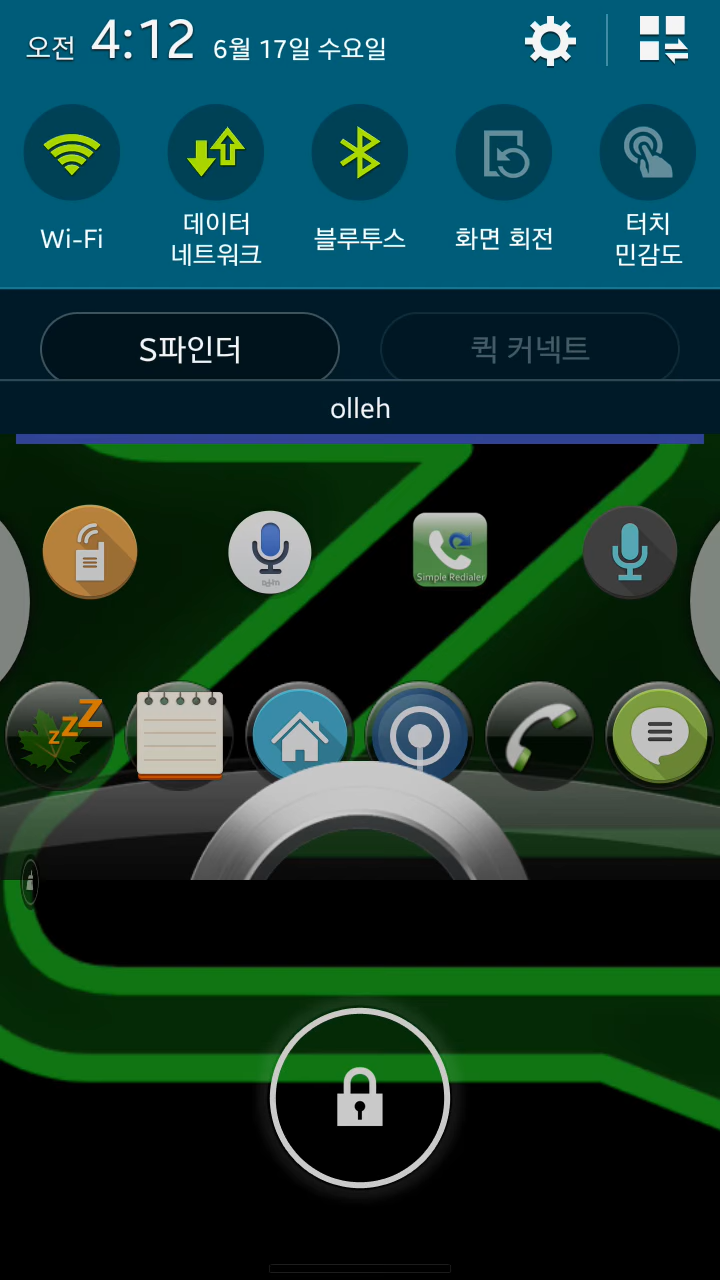 오전 4:12 6월 17일 수요일
Wi-Fi
데이터
네트워크
블루투스
화면 회전
터치
민감도
S파인더
퀵 커넥트
olleh
Simple Redialer
zzZ